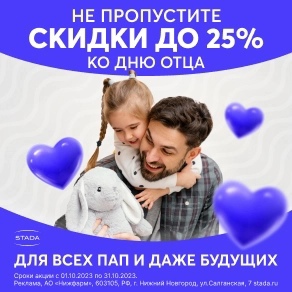 НЕ ПРОПУСТИТЕ
СКИДКИ ДО 25%
КО ДНЮ ОТЦА
STADA
ДЛЯ ВСЕХ ПАП И ДАЖЕ БУДУЩИХ
Сроки акции с 01.10.2023 по 31.10.2023.
Реклама, АО «Нижфарм», 603105, РФ, г. Нижний Новгород, ул.Салганская, 7 stada.ru